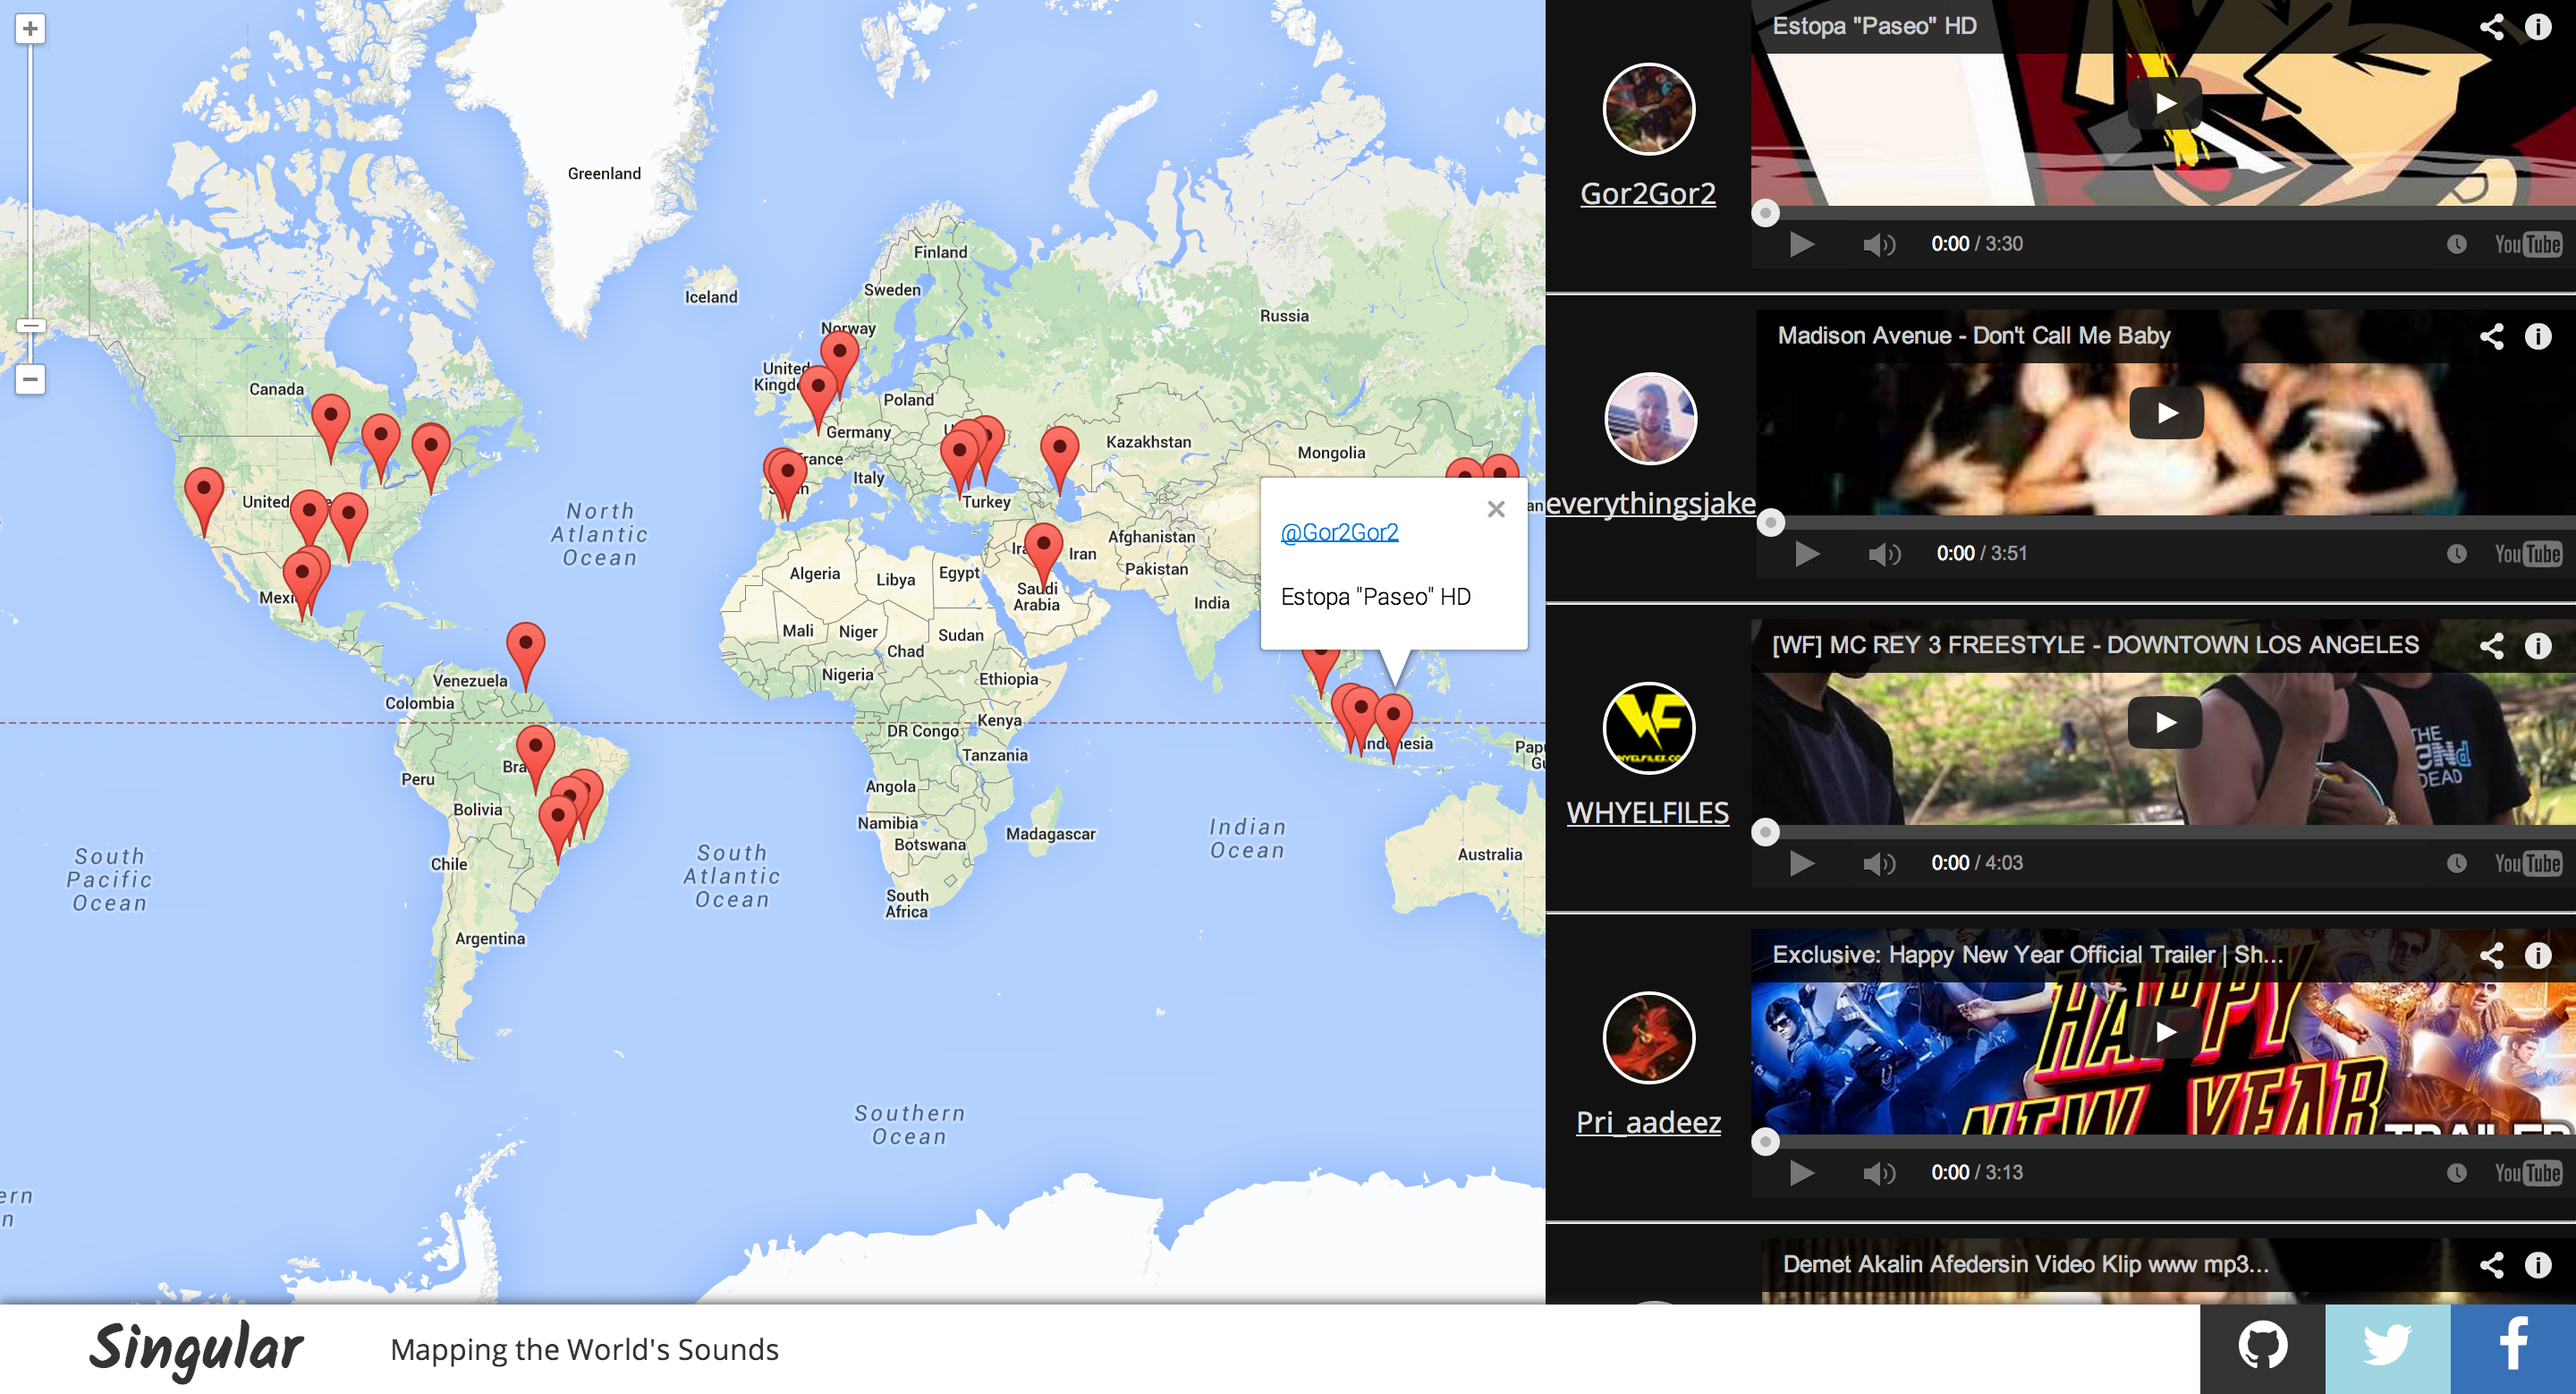 Greenland
Finland
Iceland
Sweden
Russia
Norway
United
Kingd
Canada
Poland
Germany
Kazakhstan
Mongolia
France
Italy
United
Turkey
North
Atlantic
Ocean
@Gor2Gor2
Estopa "Paseo" HD
Afghanistan
Iran
Pakistan
Algeria
Libya
Egypt
Saudi
Arabia
India
Mexi
Mali
Niger
Sudan
Chad
Nigeria
Ethiopia
Venezuela
Colombia
Kenya
DR Congo
Indonesia
Tanzania
Papu
Gu
Bra
Peru
Angola
Bolivia
Namibia
Madagascar
Indian
Ocean
Botswana
Chile
Australia
South
Pacific
Ocean
South
Atlantic
Ocean
South
Africa
Argentina
Southern
Ocean
ern
n
Estopa "Paseo" HD
Gor2Gor2
0:00 / 3:30
YouTube
Madison Avenue - Don't Call Me Baby
everythingsjake
0:00 / 3:51
YouTube
[WF] MC REY 3 FREESTYLE - DOWNTOWN LOS ANGELES
THE
END
DEAD
WF
WHYELFILES
0:00 / 4:03
YouTube
Exclusive: Happy New Year Official Trailer | Sh...
HAPPY
NEW YEAR
TRAILER
Pri_aadeez
0:00 / 3:13
YouTube
Demet Akalin Afedersin Video Klip www mp3...
Singular
Mapping the World's Sounds